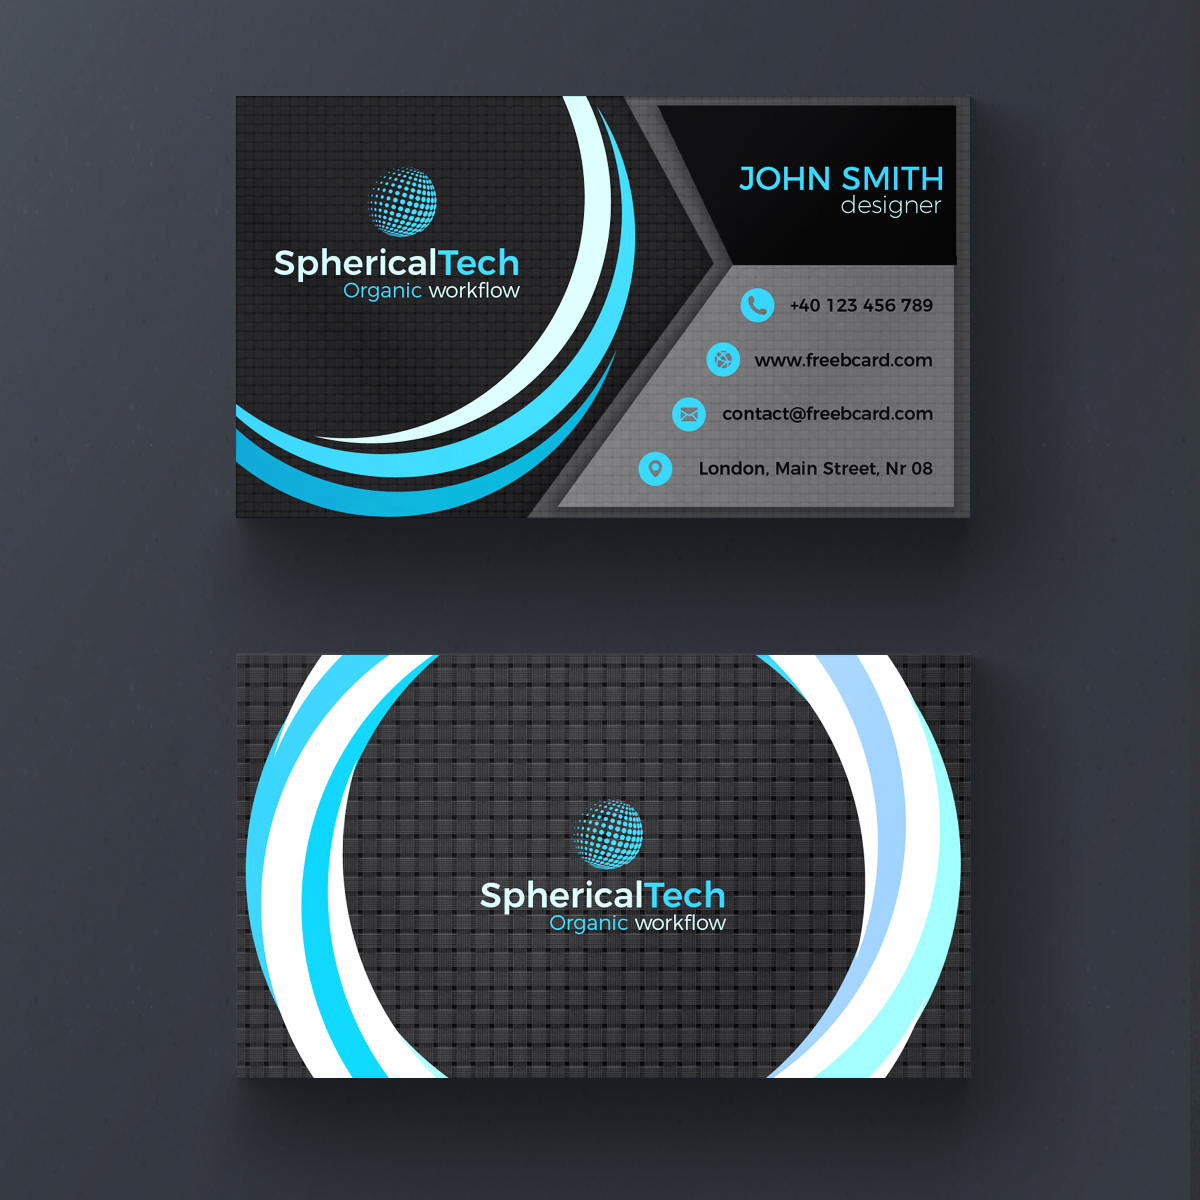 SphericalTech
Organic workflow
JOHN SMITH
designer
+40 123 456 789
www.freebcard.com
contact@freebcard.com
London, Main Street, Nr 08
SphericalTech
Organic workflow